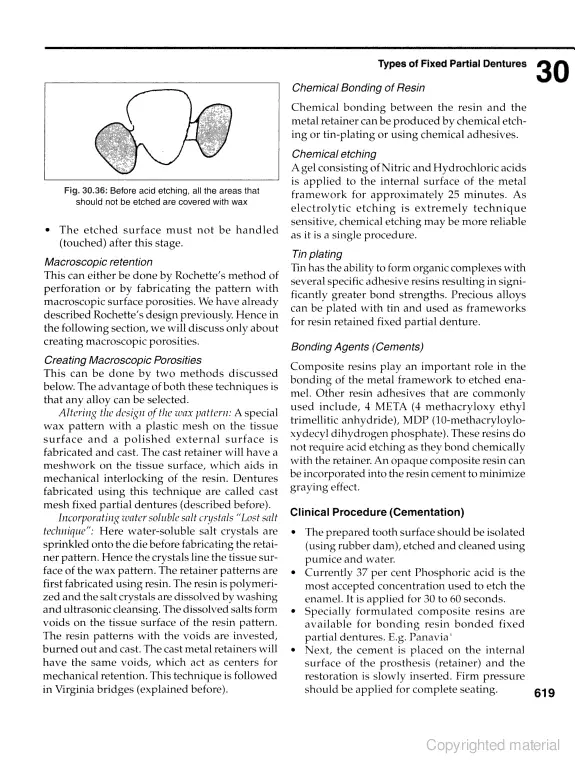 Types of Fixed Partial Dentures
30
Fig. 30.36: Before acid etching, all the areas that
should not be etched are covered with wax
• The etched surface must not be handled
(touched) after this stage.
Macroscopic retention
This can either be done by Rochette's method of
perforation or by fabricating the pattern with
macroscopic surface porosities. We have already
described Rochette's design previously. Hence in
the following section, we will discuss only about
creating macroscopic porosities.
Creating Macroscopic Porosities
This can be done by two methods discussed
below. The advantage of both these techniques is
that any alloy can be selected.
Altering the design of the wax pattern: A special
wax pattern with a plastic mesh on the tissue
surface and a polished external surface is
fabricated and cast. The cast retainer will have a
meshwork on the tissue surface, which aids in
mechanical interlocking of the resin. Dentures
fabricated using this technique are called cast
mesh fixed partial dentures (described before).
Incorporating water soluble salt crystals "Lost salt
technique": Here water-soluble salt crystals are
sprinkled onto the die before fabricating the retai-
ner pattern. Hence the crystals line the tissue sur-
face of the wax pattern. The retainer patterns are
first fabricated using resin. The resin is polymeri-
zed and the salt crystals are dissolved by washing
and ultrasonic cleansing. The dissolved salts form
voids on the tissue surface of the resin pattern.
The resin patterns with the voids are invested,
burned out and cast. The cast metal retainers will
have the same voids, which act as centers for
mechanical retention. This technique is followed
in Virginia bridges (explained before).
Chemical Bonding of Resin
Chemical bonding between the resin and the
metal retainer can be produced by chemical etch-
ing or tin-plating or using chemical adhesives.
Chemical etching
A gel consisting of Nitric and Hydrochloric acids
is applied to the internal surface of the metal
framework for approximately 25 minutes. As
electrolytic etching is extremely technique
sensitive, chemical etching may be more reliable
as it is a single procedure.
Tin plating
Tin has the ability to form organic complexes with
several specific adhesive resins resulting in signi-
ficantly greater bond strengths. Precious alloys
can be plated with tin and used as frameworks
for resin retained fixed partial denture.
Bonding Agents (Cements)
Composite resins play an important role in the
bonding of the metal framework to etched ena-
mel. Other resin adhesives that are commonly
used include, 4 META (4 methacryloxy ethyl
trimellitic anhydride), MDP (10-methacryloylo-
xydecyl dihydrogen phosphate). These resins do
not require acid etching as they bond chemically
with the retainer. An opaque composite resin can
be incorporated into the resin cement to minimize
graying effect.
Clinical Procedure (Cementation)
• The prepared tooth surface should be isolated
(using rubber dam), etched and cleaned using
pumice and water.
• Currently 37 per cent Phosphoric acid is the
most accepted concentration used to etch the
enamel. It is applied for 30 to 60 seconds.
• Specially formulated composite resins are
available for bonding resin bonded fixed
partial dentures. E.g. Panavia
• Next, the cement is placed on the internal
surface of the prosthesis (retainer) and the
restoration is slowly inserted. Firm pressure
should be applied for complete seating.
619
Copyrighted material